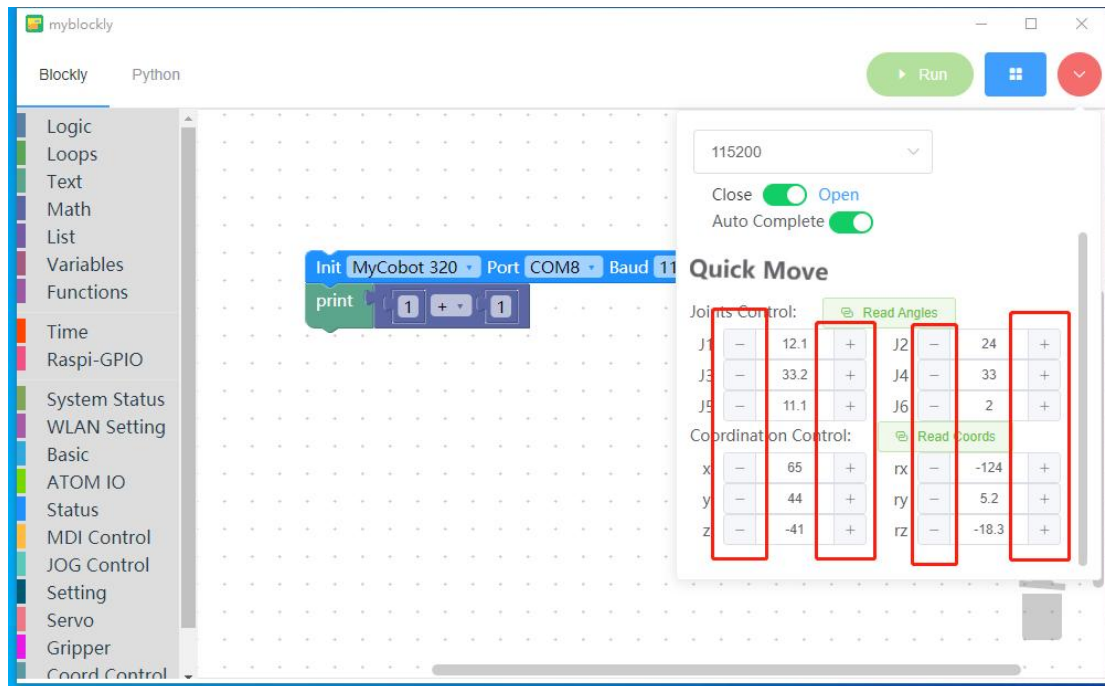 myblockly
Blockly Python
Run
Logic
Loops
Text
Math
List
Variables
Functions
Time
Raspi-GPIO
System Status
WLAN Setting
Basic
ATOM IO
Status
MDI Control
JOG Control
Setting
Servo
Gripper
Coord Control
Init MyCobot 320 Port COM8 Baud 11
print 1 + 1
115200
Close Open
Auto Complete
Quick Move
Joints Control: Read Angles
J1 − 12.1 + J2 − 24 +
J3 − 33.2 + J4 − 33 +
J5 − 11.1 + J6 − 2 +
Coordination Control: Read Coords
x − 65 + rx − -124 +
y − 44 + ry − 5.2 +
z − -41 + rz − -18.3 +